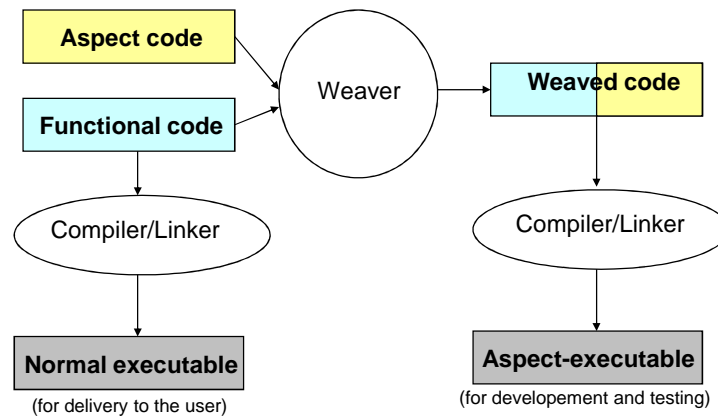 Aspect code
Functional code
Weaver
Weaved code
Compiler/Linker
Compiler/Linker
Normal executable
(for delivery to the user)
Aspect-executable
(for developement and testing)